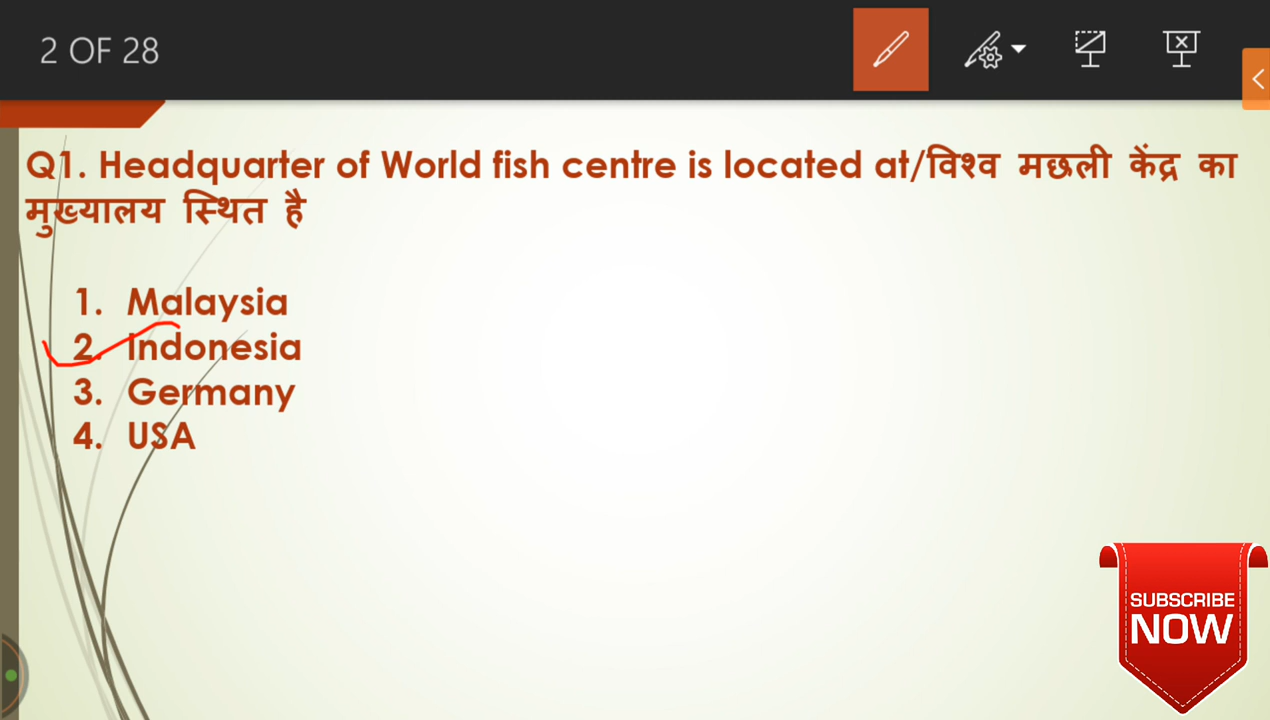 2 OF 28
Q1. Headquarter of World fish centre is located at/विश्व मछली केंद्र का
मुख्यालय स्थित है
1. Malaysia
2. Indonesia
3. Germany
4. USA
SUBSCRIBE
NOW